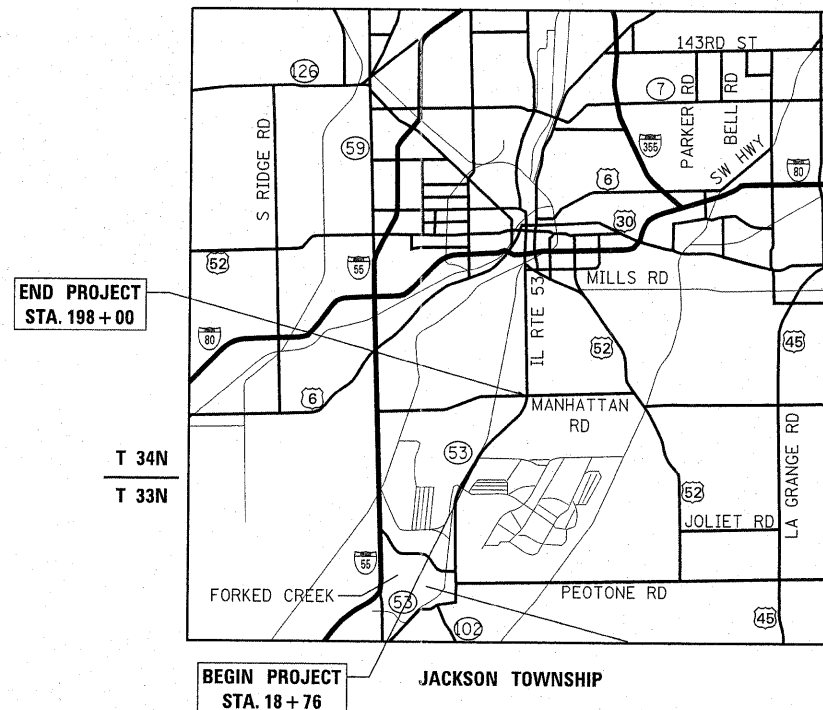 143RD ST
126
7
PARKER RD
BELL RD
S RIDGE RD.
59
355
SW HWY
6
80
30
52
55
MILLS RD
END PROJECT
STA. 198+00
IL RTE 53
80
52
45
6
MANHATTAN
RD
LA GRANGE RD
T 34N
T 33N
53
52
JOLIET RD
55
FORKED CREEK
53
PEOTONE RD
45
102
BEGIN PROJECT
STA. 18+76
JACKSON TOWNSHIP